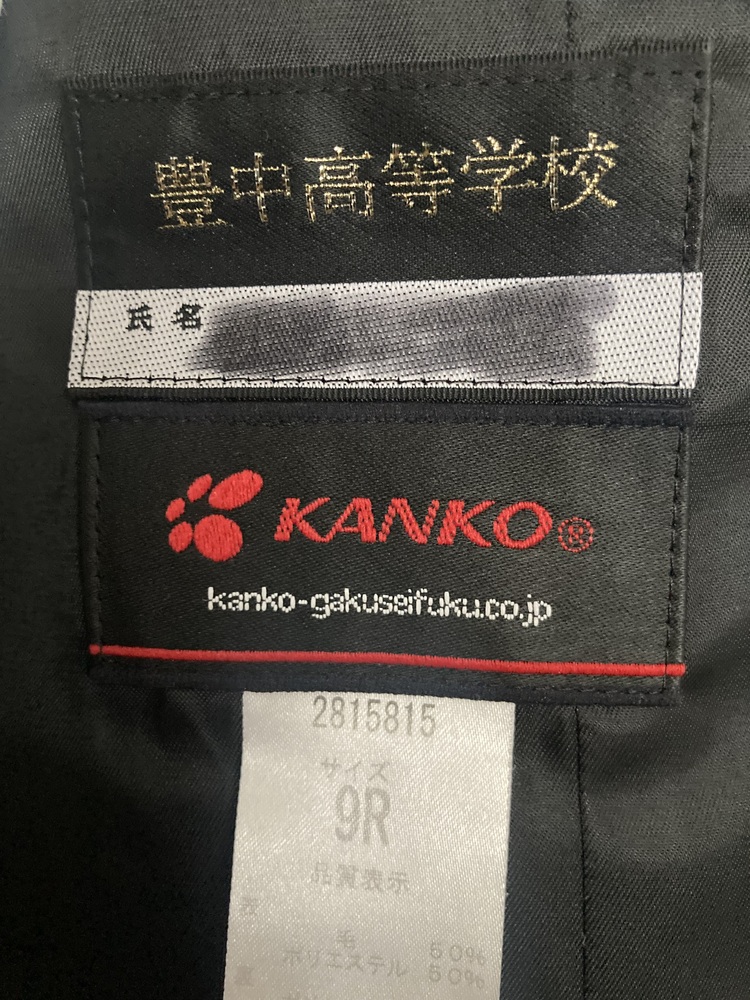 豊中高等学校
氏名
KANKO®
kanko-gakuseifuku.co.jp
2815815
サイズ
9R
品質表示
表
毛 50%
ポリエステル 50%